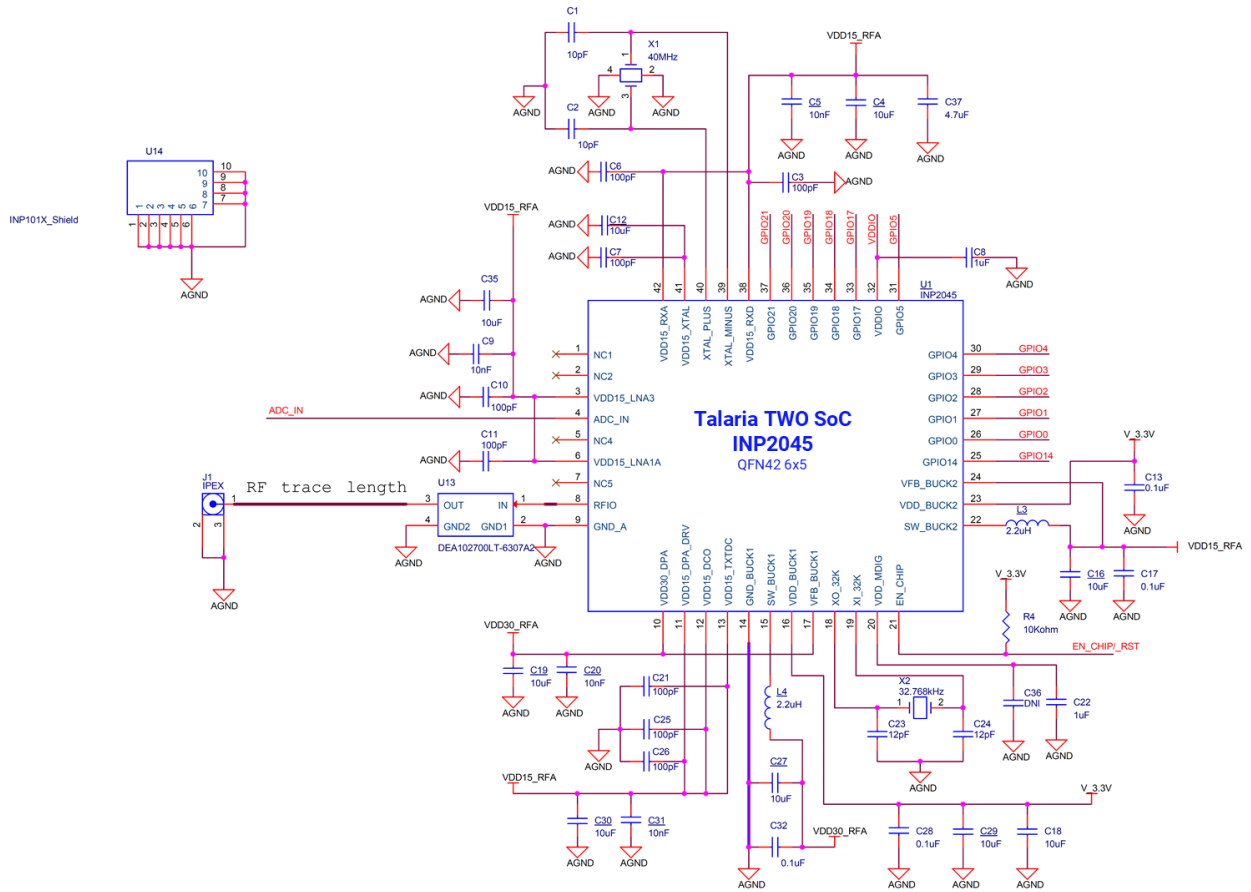 C1
10pF
X1
40MHz
1
4
2
3
AGND
AGND
AGND
C2
10pF
VDD15_RFA
C5
10nF
C4
10uF
C37
4.7uF
AGND
AGND
AGND
U14
10
9
8
7
10
9
8
7
1
2
3
4
5
6
1
2
3
4
5
6
INP101X_Shield
AGND
AGND
C6
100pF
C3
100pF
AGND
VDD15_RFA
AGND
C12
10uF
AGND
C7
100pF
GPIO21
GPIO20
GPIO19
GPIO18
GPIO17
VDDIO
GPIO5
C8
1uF
AGND
42
41
40
39
38
37
36
35
34
33
32
31
U1
INP2045
VDD15_RXA
VDD15_XTAL
XTAL_PLUS
XTAL_MINUS
VDD15_RXD
GPIO21
GPIO20
GPIO19
GPIO18
GPIO17
VDDIO
GPIO5
C35
AGND
10uF
C9
AGND
10nF
C10
AGND
100pF
ADC_IN
C11
100pF
AGND
1 NC1
2 NC2
3 VDD15_LNA3
4 ADC_IN
5 NC4
6 VDD15_LNA1A
7 NC5
8 RFIO
9 GND_A
Talaria TWO SoC
INP2045
QFN42 6x5
GPIO4 30 GPIO4
GPIO3 29 GPIO3
GPIO2 28 GPIO2
GPIO1 27 GPIO1
GPIO0 26 GPIO0
GPIO14 25 GPIO14
VFB_BUCK2 24
VDD_BUCK2 23
SW_BUCK2 22
V_3.3V
C13
0.1uF
AGND
L3
2.2uH
VDD15_RFA
C16
10uF
C17
0.1uF
AGND
AGND
J1
IPEX
1
2
3
AGND
RF trace length
U13
3 OUT IN 1
4 GND2 GND1 2
DEA102700LT-6307A2
AGND
AGND
VDD30_DPA
VDD15_DPA_DRV
VDD15_DCO
VDD15_TXTDC
GND_BUCK1
SW_BUCK1
VDD_BUCK1
VFB_BUCK1
XO_32K
XI_32K
VDD_MDIG
EN_CHIP
10
11
12
13
14
15
16
17
18
19
20
21
V_3.3V
R4
10Kohm
EN_CHIP/_RST
VDD30_RFA
C19
10uF
C20
10nF
AGND
AGND
C21
100pF
C25
100pF
C26
100pF
AGND
L4
2.2uH
X2
32.768kHz
1
2
C23
12pF
C24
12pF
AGND
C36
DNI
C22
1uF
AGND
AGND
VDD15_RFA
C30
10uF
C31
10nF
AGND
AGND
C27
10uF
C32
0.1uF
VDD30_RFA
AGND
V_3.3V
C28
0.1uF
C29
10uF
C18
10uF
AGND
AGND
AGND